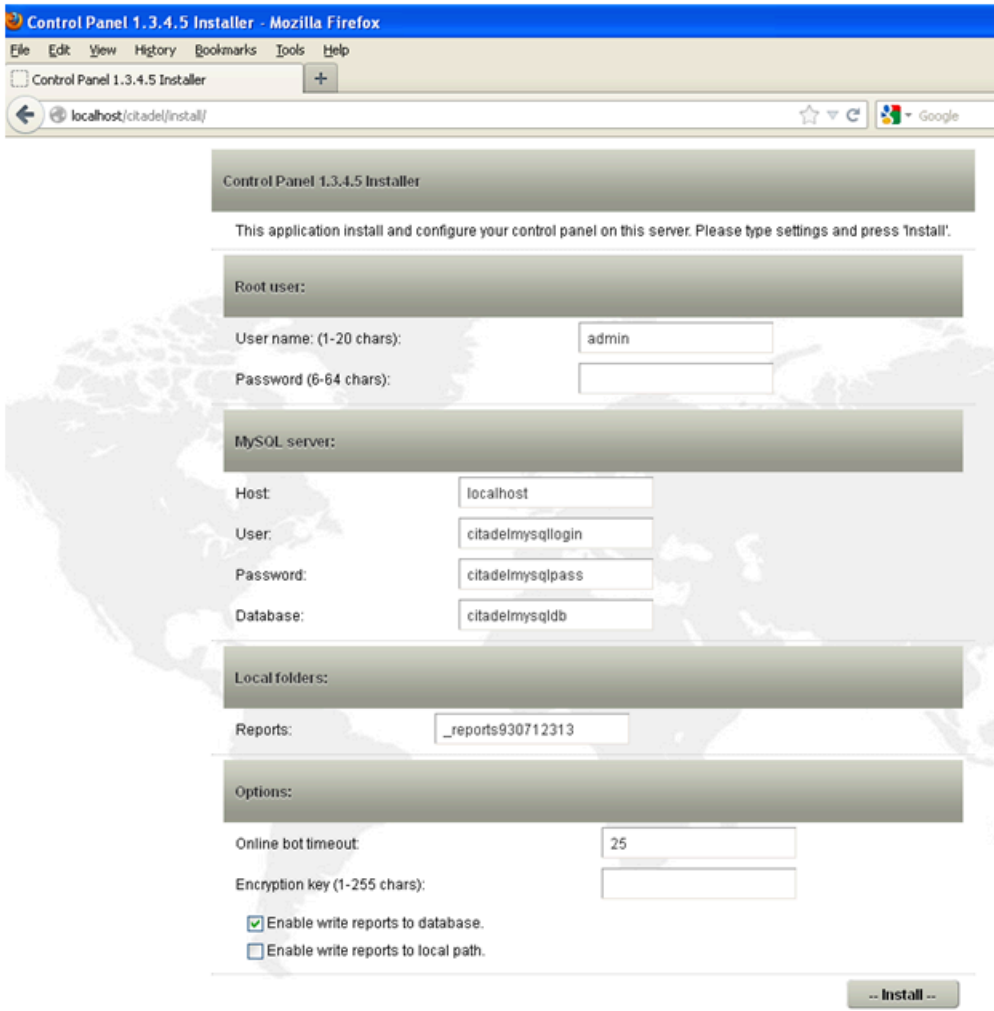 Control Panel 1.3.4.5 Installer - Mozilla Firefox
File Edit View History Bookmarks Tools Help
Control Panel 1.3.4.5 Installer +
localhost/citadel/install/ Google
Control Panel 1.3.4.5 Installer
This application install and configure your control panel on this server. Please type settings and press 'Install'.
Root user:
User name: (1-20 chars): admin
Password (6-64 chars):
MySQL server:
Host: localhost
User: citadelmysqllogin
Password: citadelmysqlpass
Database: citadelmysqldb
Local folders:
Reports: _reports930712313
Options:
Online bot timeout: 25
Encryption key (1-255 chars):
Enable write reports to database.
Enable write reports to local path.
-- Install --